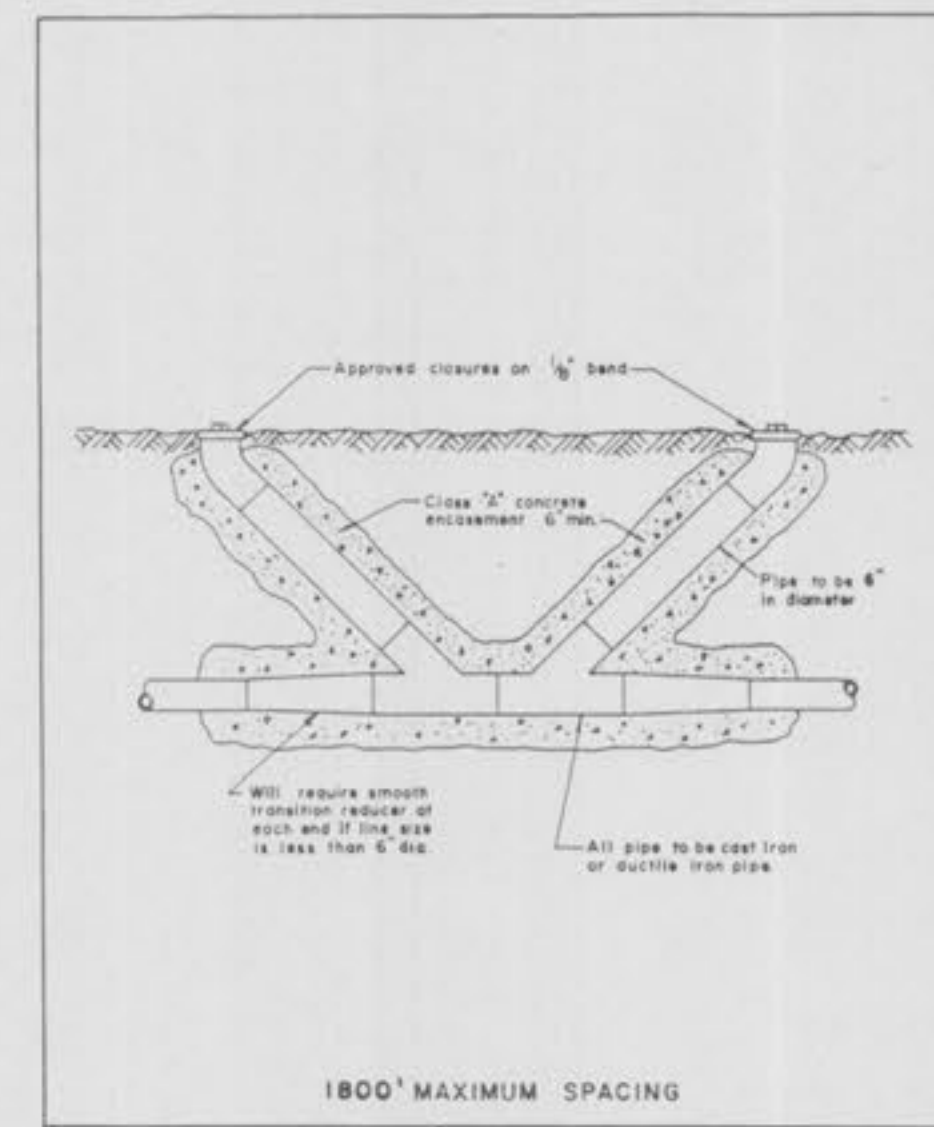 Approved closures on 1/8" bend
Class "A" concrete
encasement 6" min.
Pipe to be 6"
in diameter
Will require smooth
transition reducer at
each end if line size
is less than 6" dia.
All pipe to be cast iron
or ductile iron pipe
1800' MAXIMUM SPACING